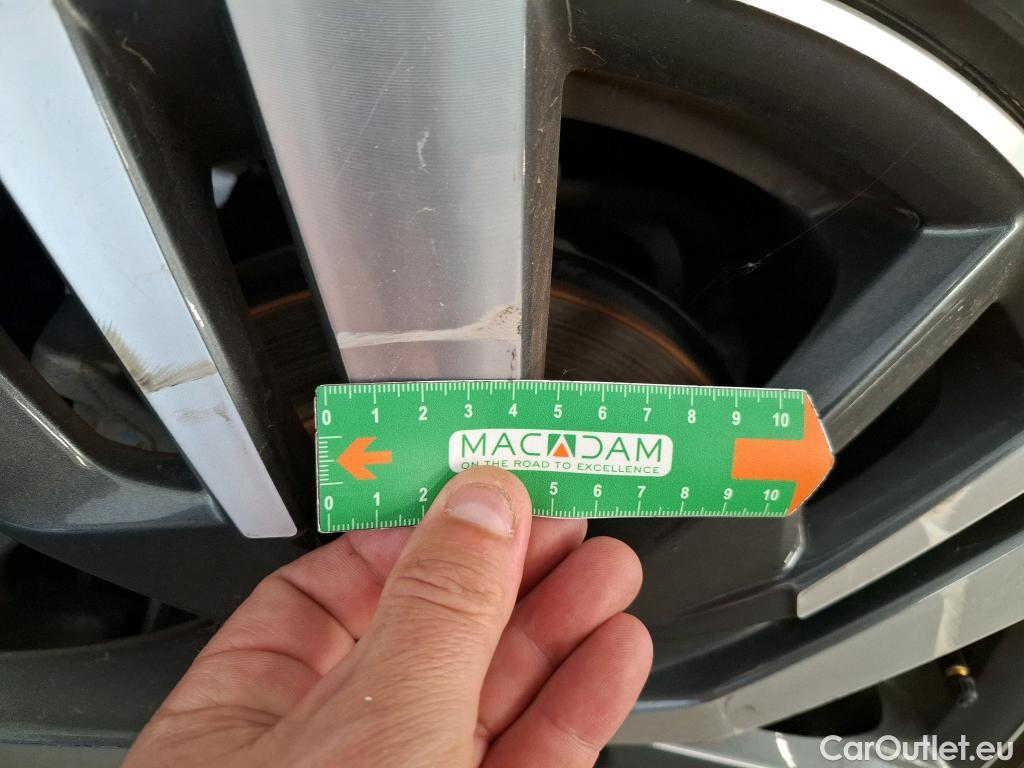 0 1 2 3 4 5 6 7 8 9 10
MACADAM
ON THE ROAD TO EXCELLENCE
0 1 2 5 6 7 8 9 10
CarOutlet.eu